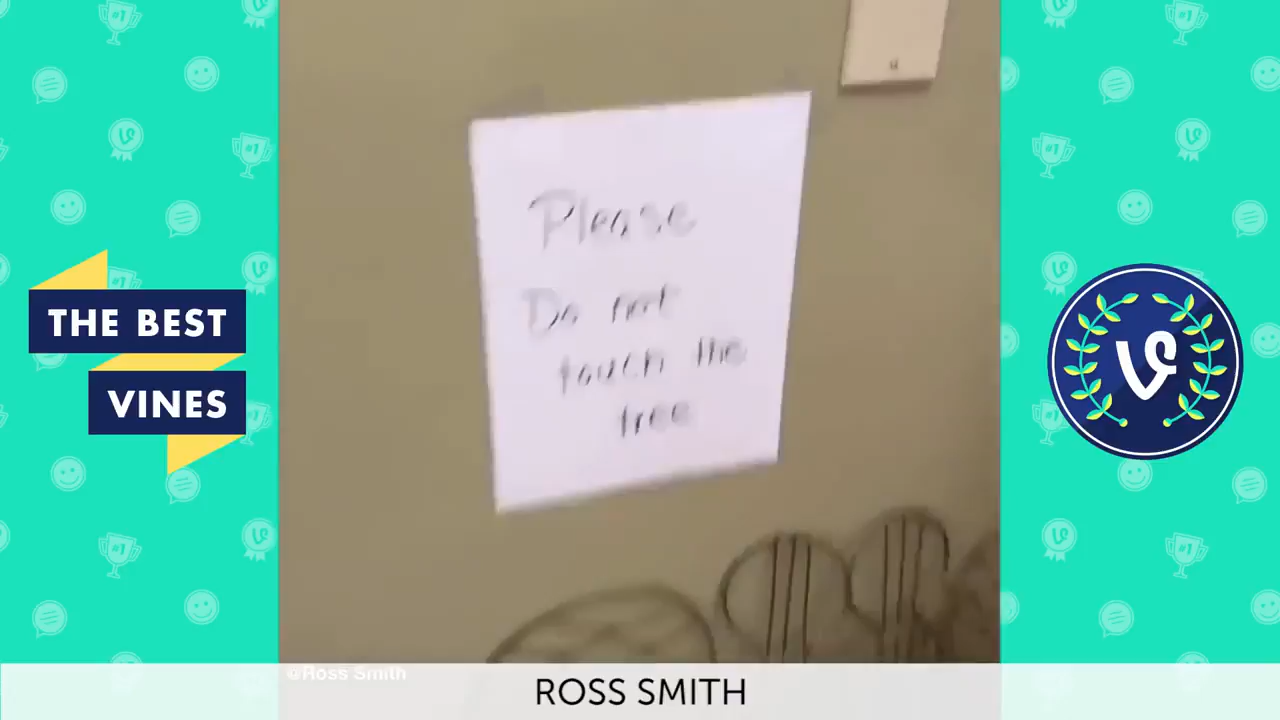 THE BEST
VINES
Please
Do not
touch the
tree
©Ross Smith
ROSS SMITH